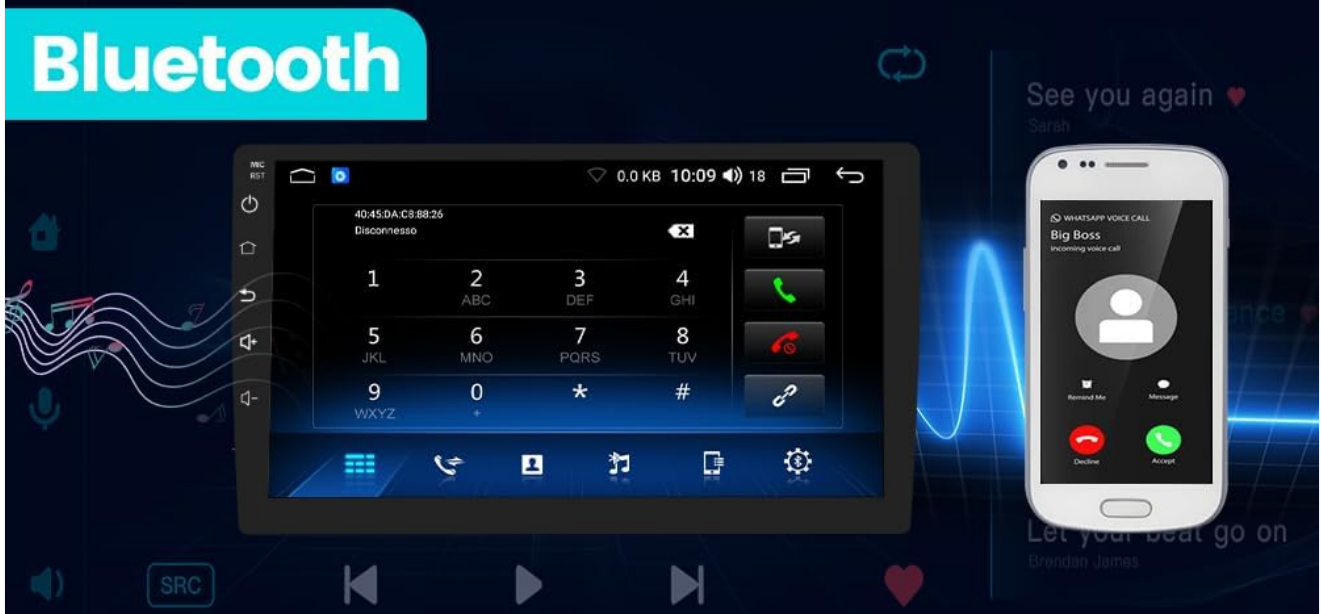 Bluetooth
See you again
Sarah
MIC
RST
0.0 KB 10:09 18
40:45:DA:C8:88:26
Disconnesso
1 2 3 4
ABC DEF GHI
5 6 7 8
JKL MNO PQRS TUV
9 0 * #
WXYZ +
WHATSAPP VOICE CALL
Big Boss
Incoming voice call
Remind Me Message
Decline Accept
Let your beat go on
Brendan James
SRC